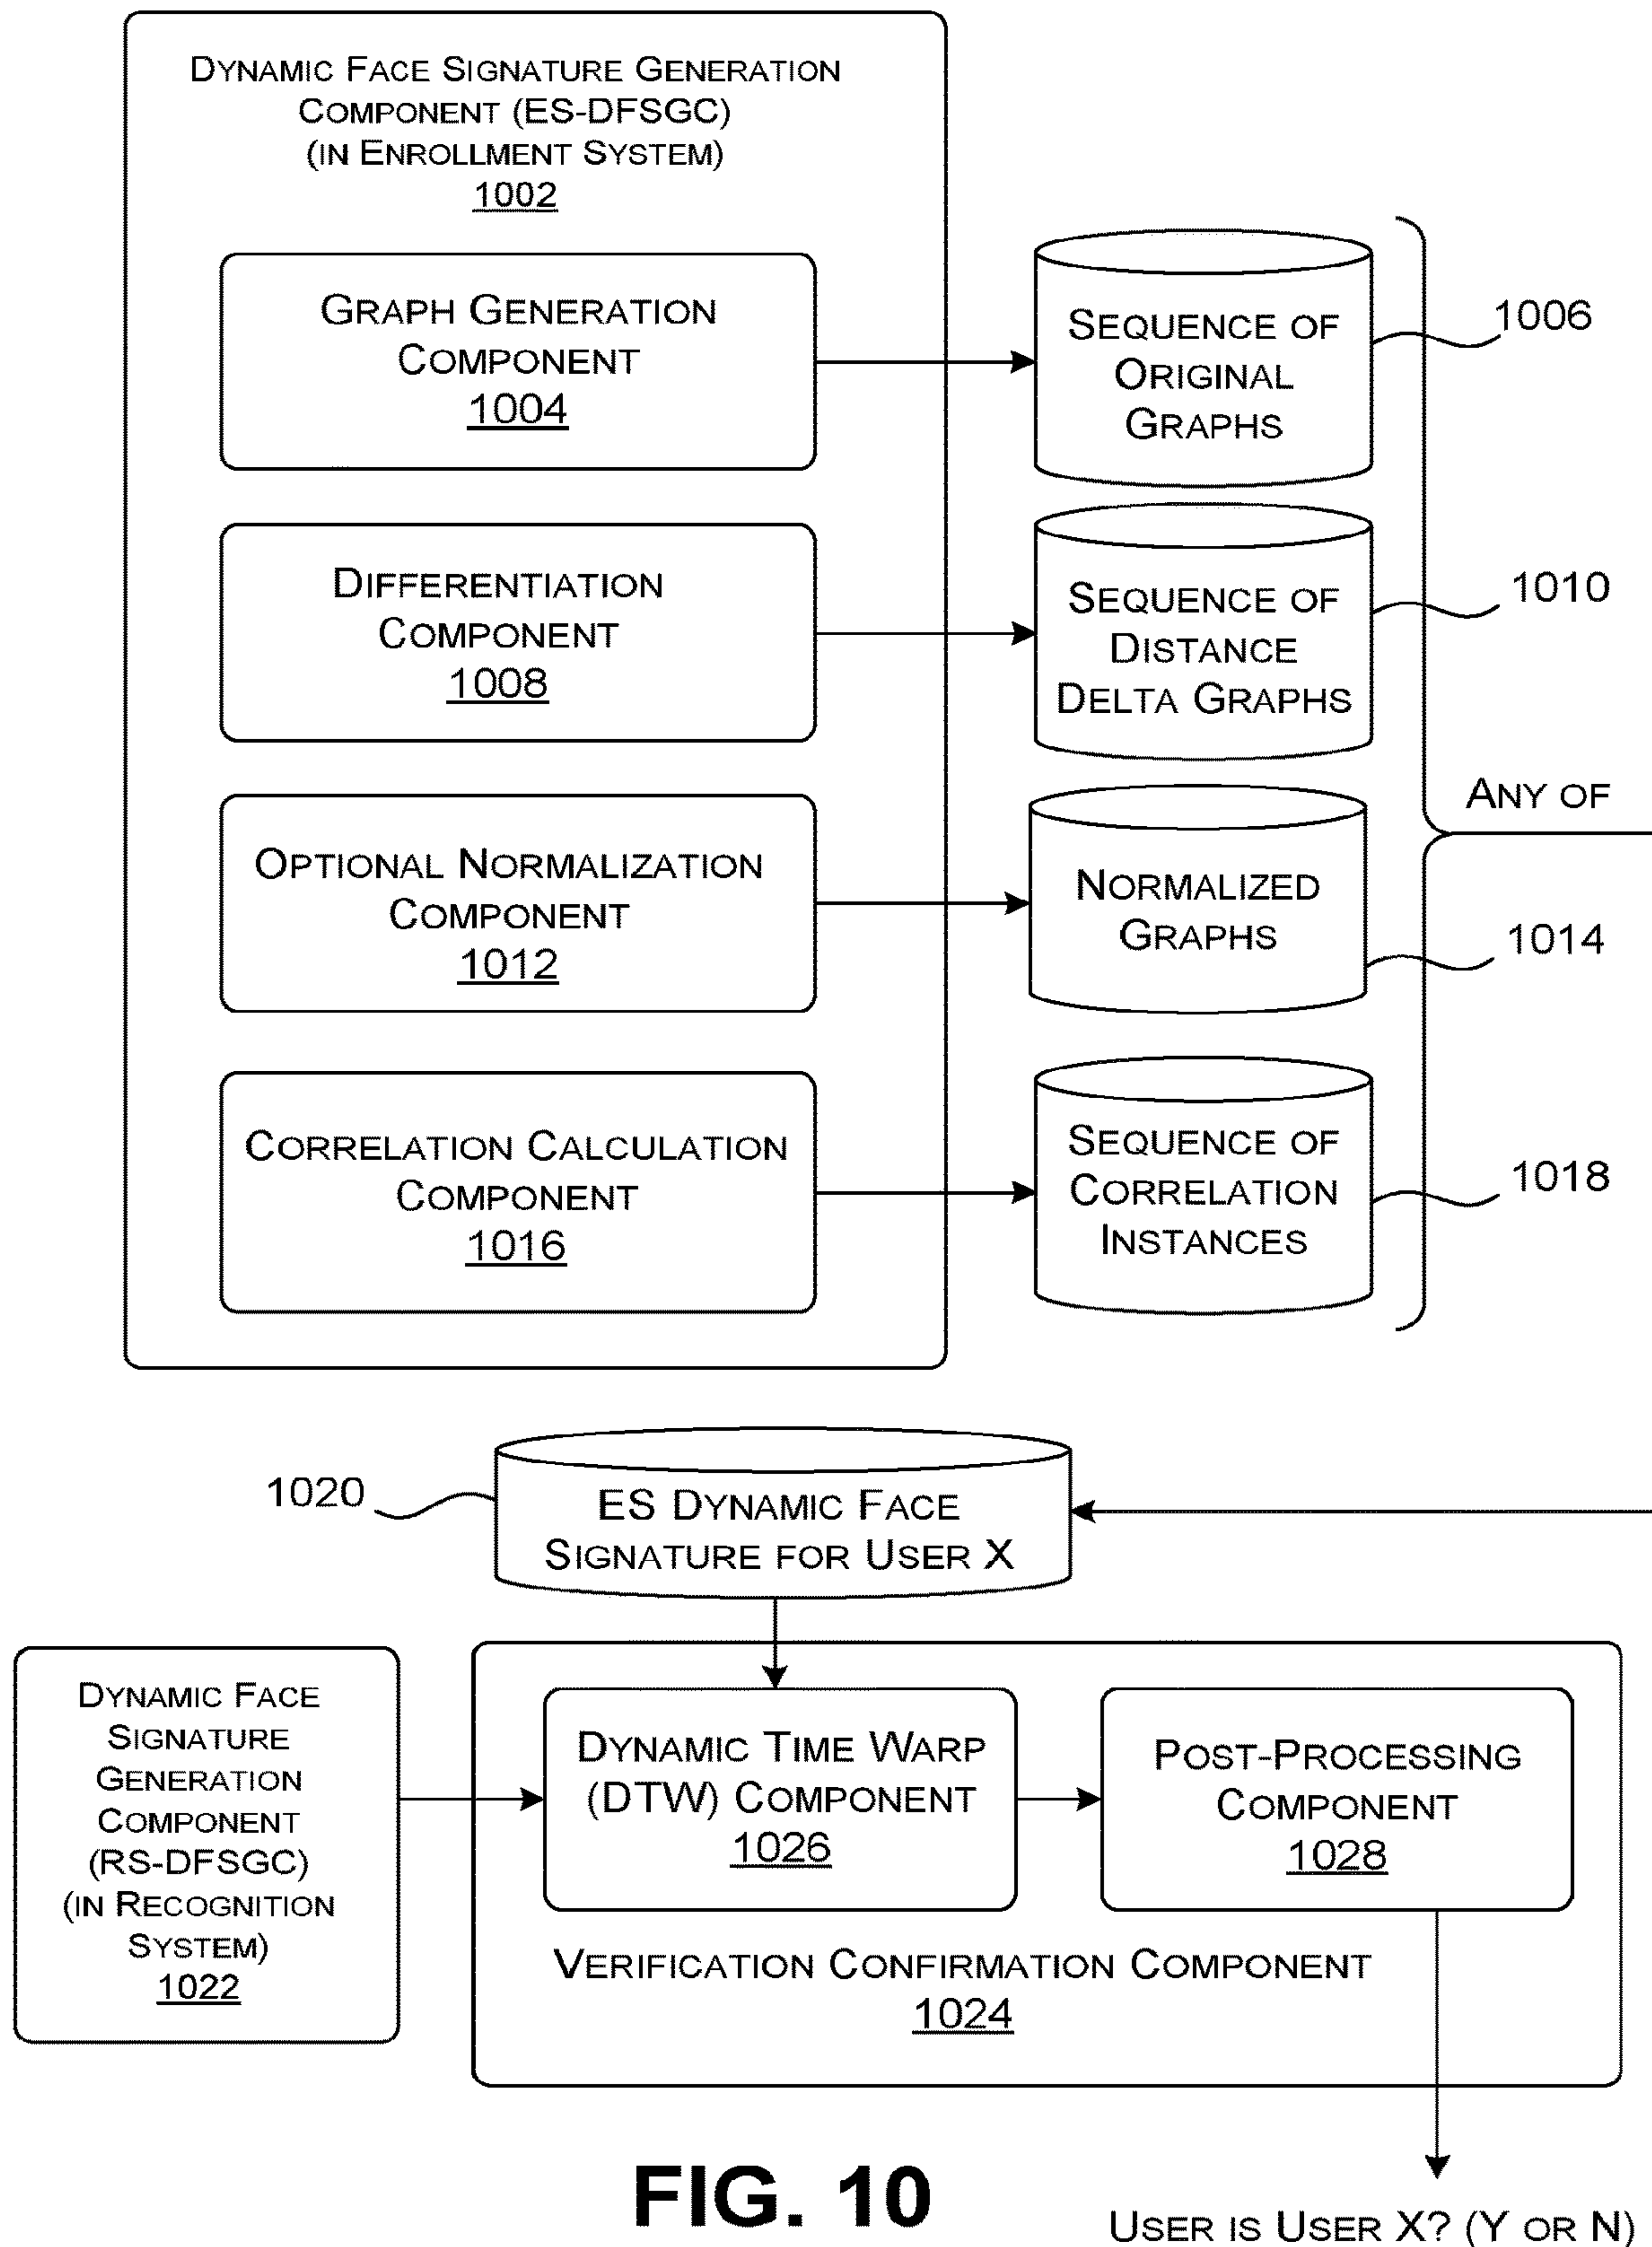 DYNAMIC FACE SIGNATURE GENERATION
COMPONENT (ES-DFSGC)
(IN ENROLLMENT SYSTEM)
1002
GRAPH GENERATION
COMPONENT
1004
SEQUENCE OF
ORIGINAL
GRAPHS
1006
DIFFERENTIATION
COMPONENT
1008
SEQUENCE OF
DISTANCE
DELTA GRAPHS
1010
ANY OF
OPTIONAL NORMALIZATION
COMPONENT
1012
NORMALIZED
GRAPHS
1014
CORRELATION CALCULATION
COMPONENT
1016
SEQUENCE OF
CORRELATION
INSTANCES
1018
1020
ES DYNAMIC FACE
SIGNATURE FOR USER X
DYNAMIC FACE
SIGNATURE
GENERATION
COMPONENT
(RS-DFSGC)
(IN RECOGNITION
SYSTEM)
1022
DYNAMIC TIME WARP
(DTW) COMPONENT
1026
POST-PROCESSING
COMPONENT
1028
VERIFICATION CONFIRMATION COMPONENT
1024
FIG. 10
USER IS USER X? (Y OR N)